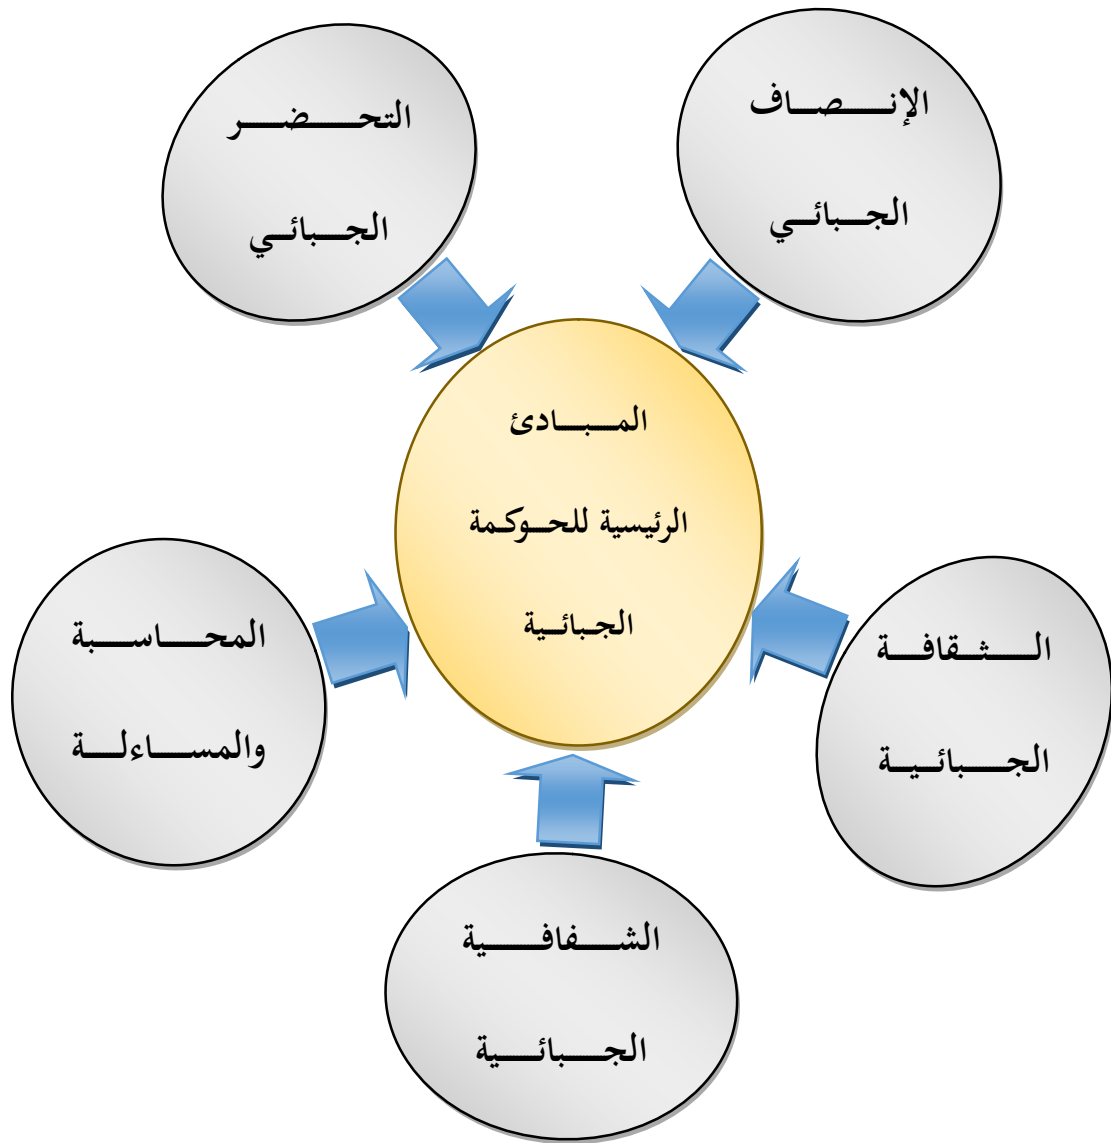 الإنصاف
الجبائي
التحضر
الجبائي
المبادئ
الرئيسية للحوكمة
الجبائية
الثقافة
الجبائية
المحاسبة
والمساءلة
الشفافية
الجبائية